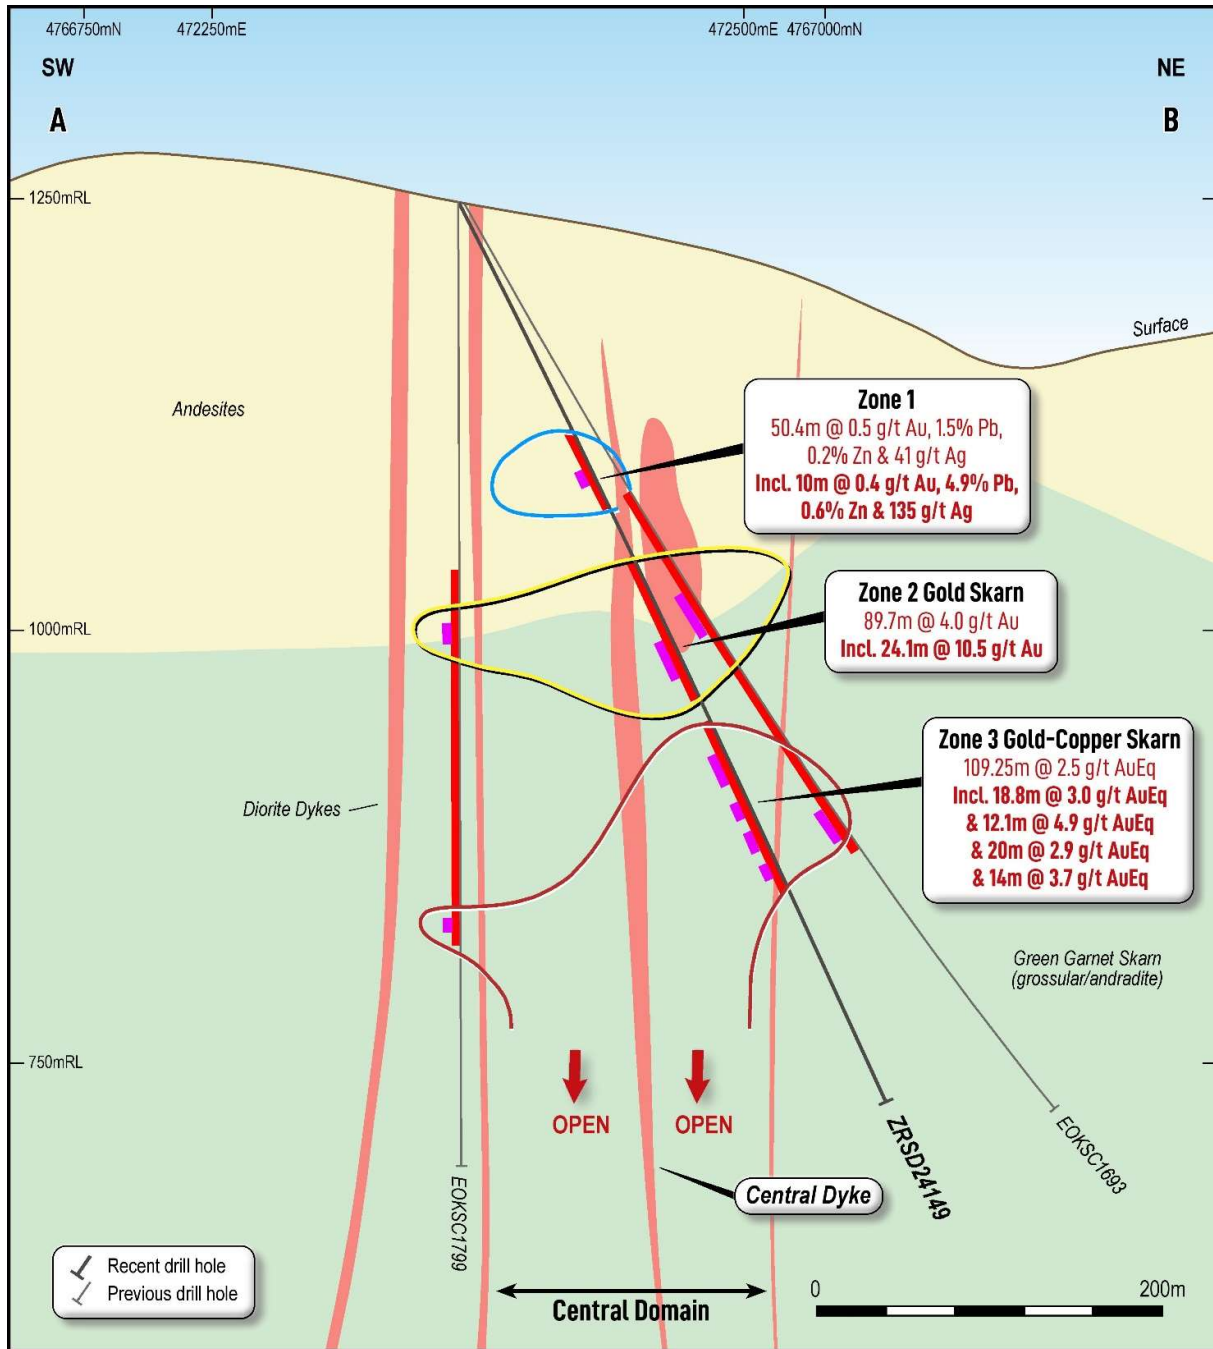 4766750mN 472250mE 472500mE 4767000mN
SW NE
A B
1250mRL
Surface
Andesites
Zone 1
50.4m @ 0.5 g/t Au, 1.5% Pb,
0.2% Zn & 41 g/t Ag
Incl. 10m @ 0.4 g/t Au, 4.9% Pb,
0.6% Zn & 135 g/t Ag
Zone 2 Gold Skarn
89.7m @ 4.0 g/t Au
Incl. 24.1m @ 10.5 g/t Au
1000mRL
Zone 3 Gold-Copper Skarn
109.25m @ 2.5 g/t AuEq
Incl. 18.8m @ 3.0 g/t AuEq
& 12.1m @ 4.9 g/t AuEq
& 20m @ 2.9 g/t AuEq
& 14m @ 3.7 g/t AuEq
Diorite Dykes
Green Garnet Skarn
(grossular/andradite)
750mRL
OPEN OPEN
EOKSC1799
ZRSD24149
EOKSC1693
Central Dyke
Recent drill hole
Previous drill hole
Central Domain
0 200m